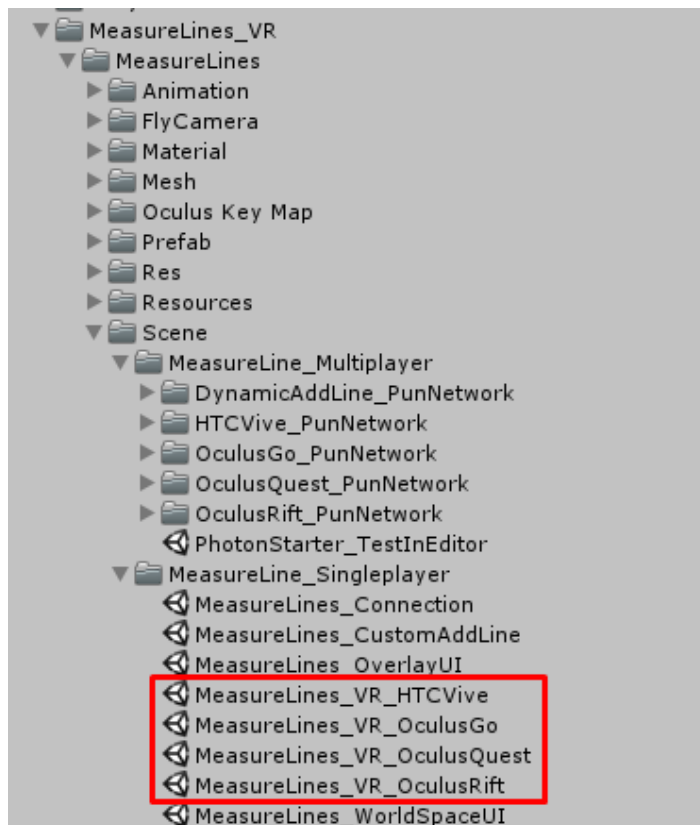 MeasureLines_VR
MeasureLines
Animation
FlyCamera
Material
Mesh
Oculus Key Map
Prefab
Res
Resources
Scene
MeasureLine_Multiplayer
DynamicAddLine_PunNetwork
HTCVive_PunNetwork
OculusGo_PunNetwork
OculusQuest_PunNetwork
OculusRift_PunNetwork
PhotonStarter_TestInEditor
MeasureLine_Singleplayer
MeasureLines_Connection
MeasureLines_CustomAddLine
MeasureLines_OverlayUI
MeasureLines_VR_HTCVive
MeasureLines_VR_OculusGo
MeasureLines_VR_OculusQuest
MeasureLines_VR_OculusRift
MeasureLines_WorldSpaceUI